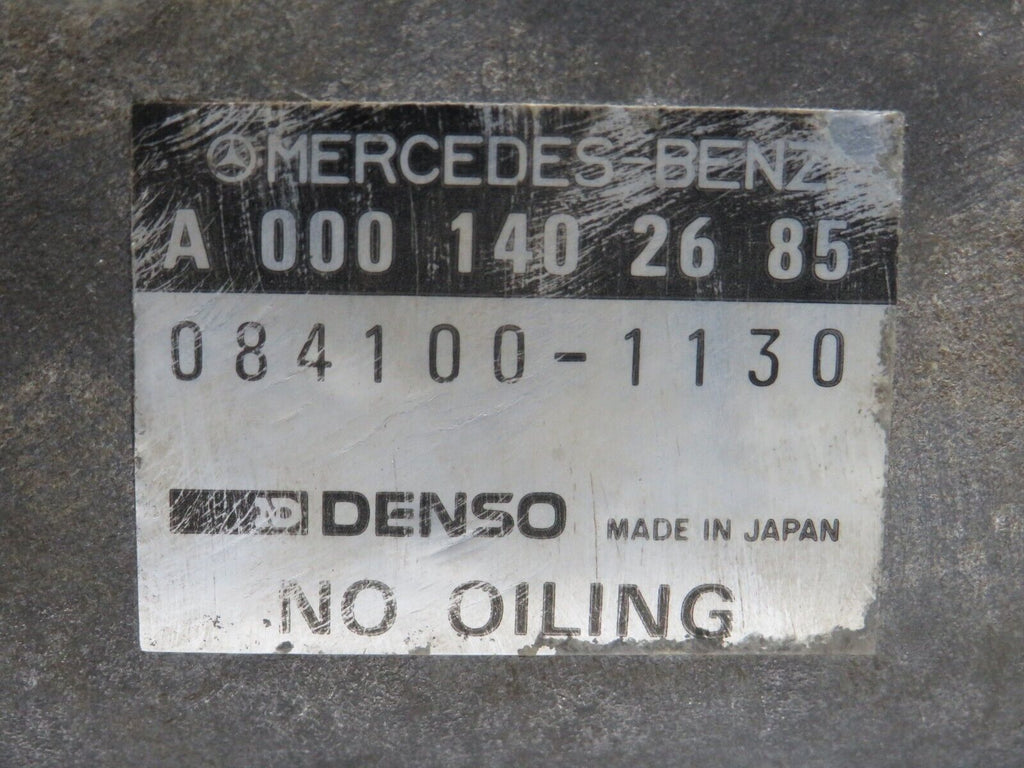 MERCEDES-BENZ
A 000 140 26 85
084100-1130
DENSO MADE IN JAPAN
NO OILING